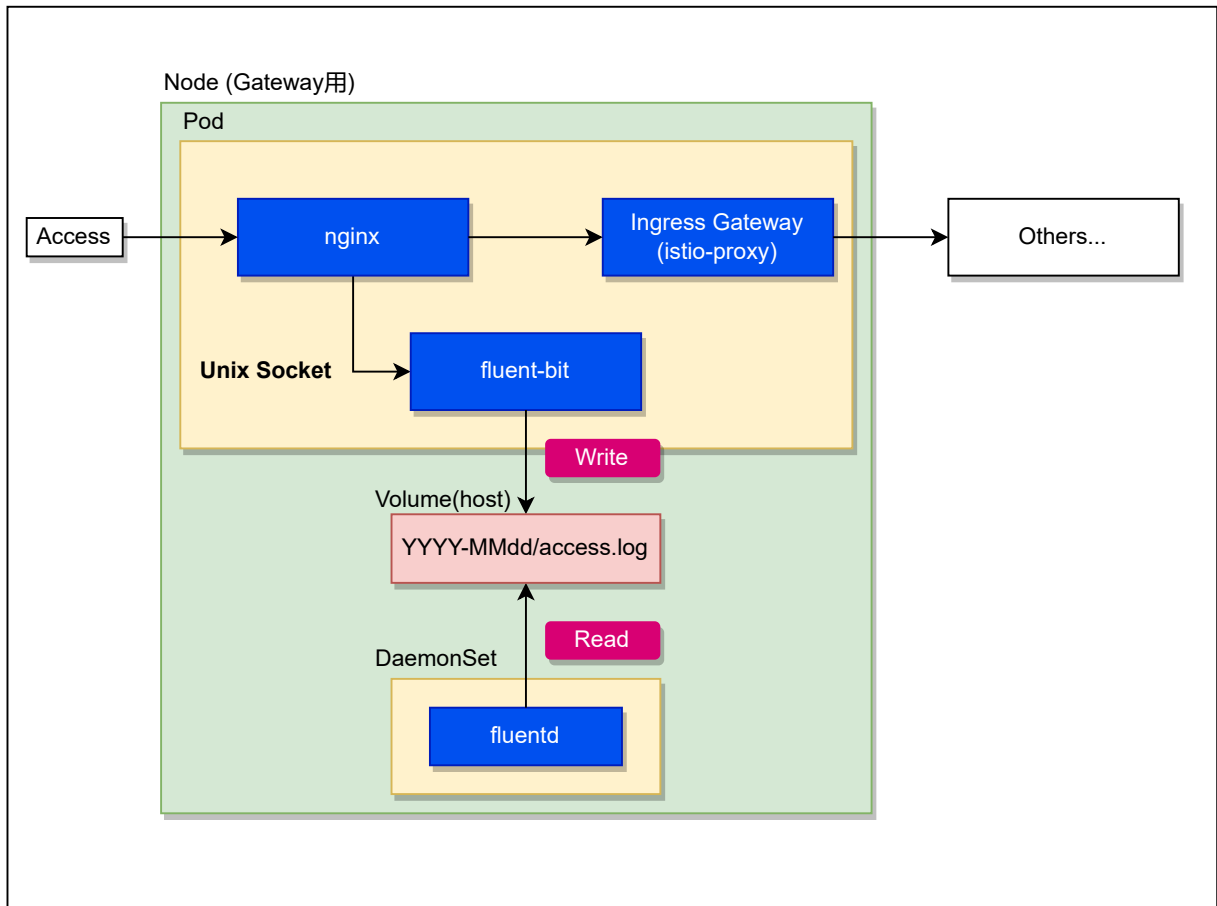 Node (Gateway用)
Pod
Access
nginx
Ingress Gateway
(istio-proxy)
Others...
Unix Socket
fluent-bit
Write
Volume(host)
YYYY-MMdd/access.log
Read
DaemonSet
fluentd